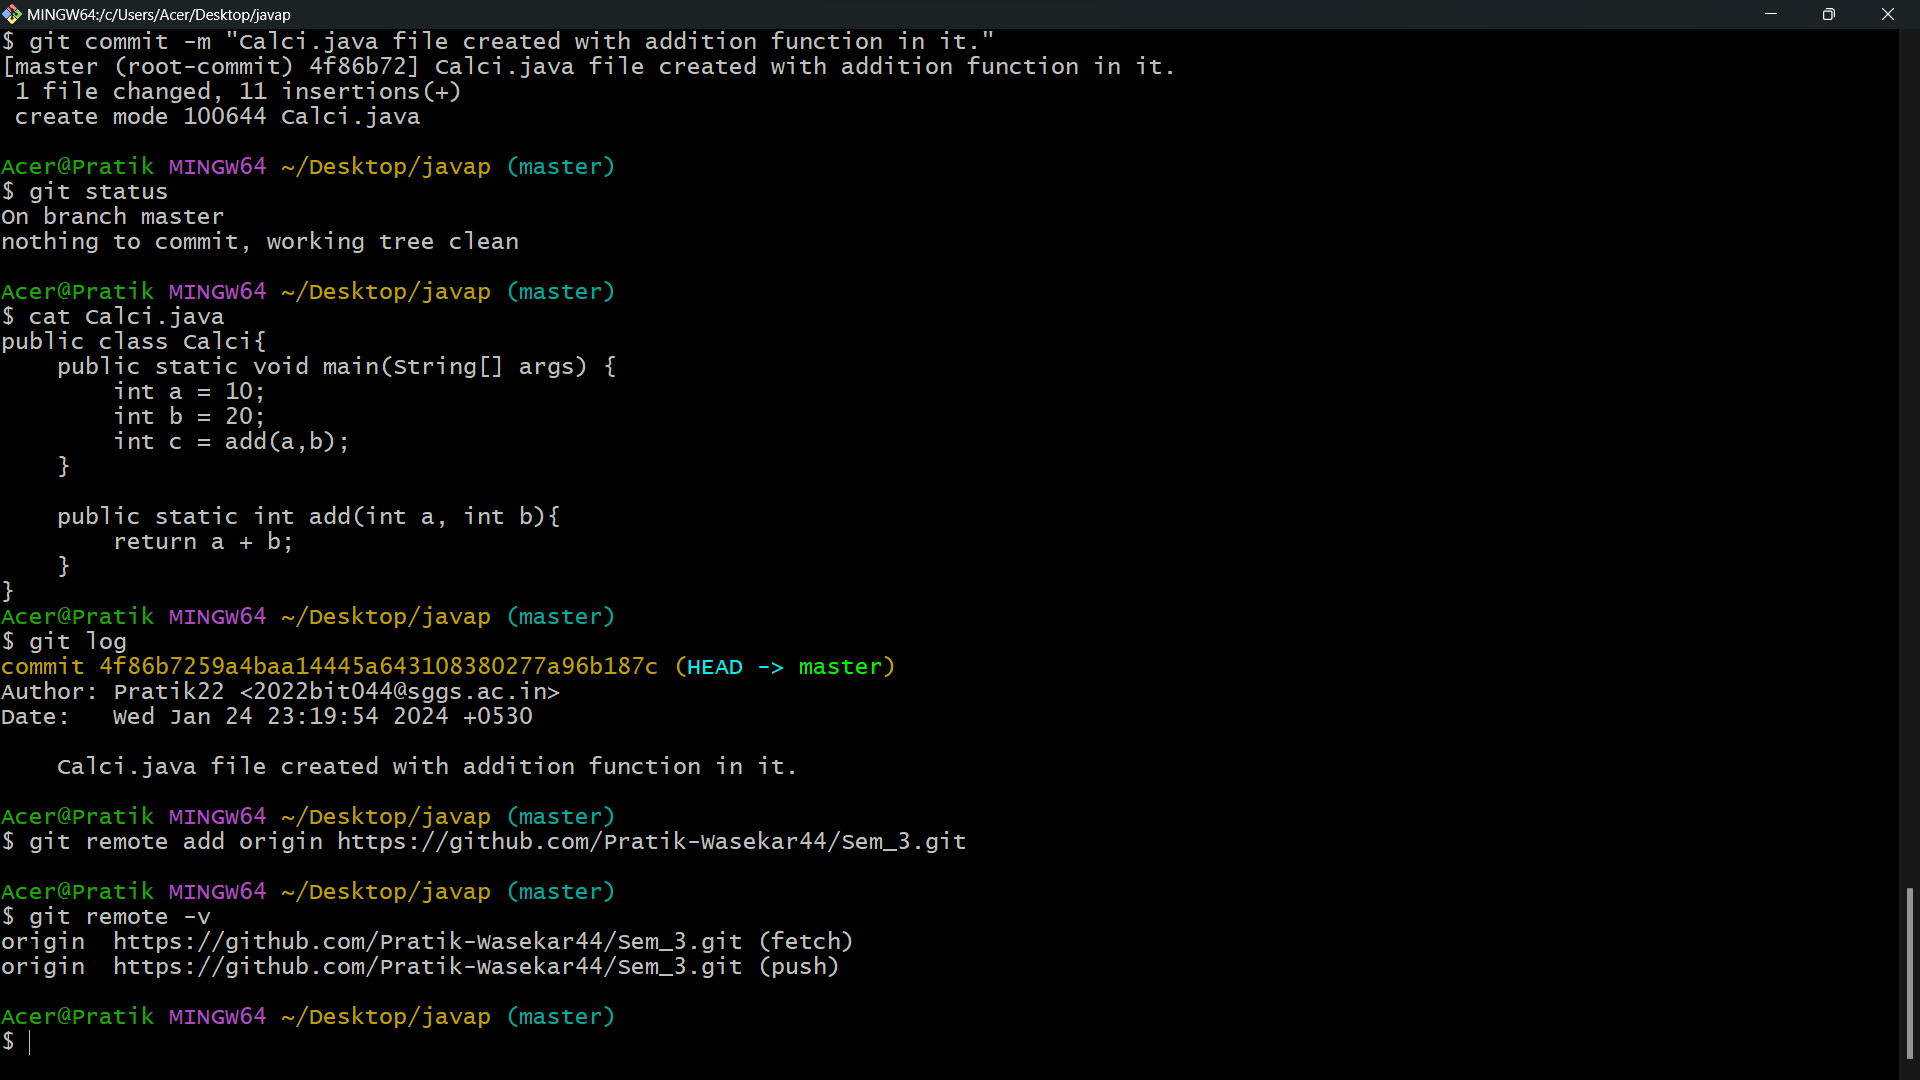 MINGW64:/c/Users/Acer/Desktop/javap
$ git commit -m "Calci.java file created with addition function in it."
[master (root-commit) 4f86b72] Calci.java file created with addition function in it.
 1 file changed, 11 insertions(+)
 create mode 100644 Calci.java

Acer@Pratik MINGW64 ~/Desktop/javap (master)
$ git status
On branch master
nothing to commit, working tree clean

Acer@Pratik MINGW64 ~/Desktop/javap (master)
$ cat Calci.java
public class Calci{
    public static void main(String[] args) {
        int a = 10;
        int b = 20;
        int c = add(a,b);
    }

    public static int add(int a, int b){
        return a + b;
    }
}
Acer@Pratik MINGW64 ~/Desktop/javap (master)
$ git log
commit 4f86b7259a4baa14445a643108380277a96b187c (HEAD -> master)
Author: Pratik22 <2022bit044@sggs.ac.in>
Date:   Wed Jan 24 23:19:54 2024 +0530

    Calci.java file created with addition function in it.

Acer@Pratik MINGW64 ~/Desktop/javap (master)
$ git remote add origin https://github.com/Pratik-Wasekar44/Sem_3.git

Acer@Pratik MINGW64 ~/Desktop/javap (master)
$ git remote -v
origin  https://github.com/Pratik-Wasekar44/Sem_3.git (fetch)
origin  https://github.com/Pratik-Wasekar44/Sem_3.git (push)

Acer@Pratik MINGW64 ~/Desktop/javap (master)
$